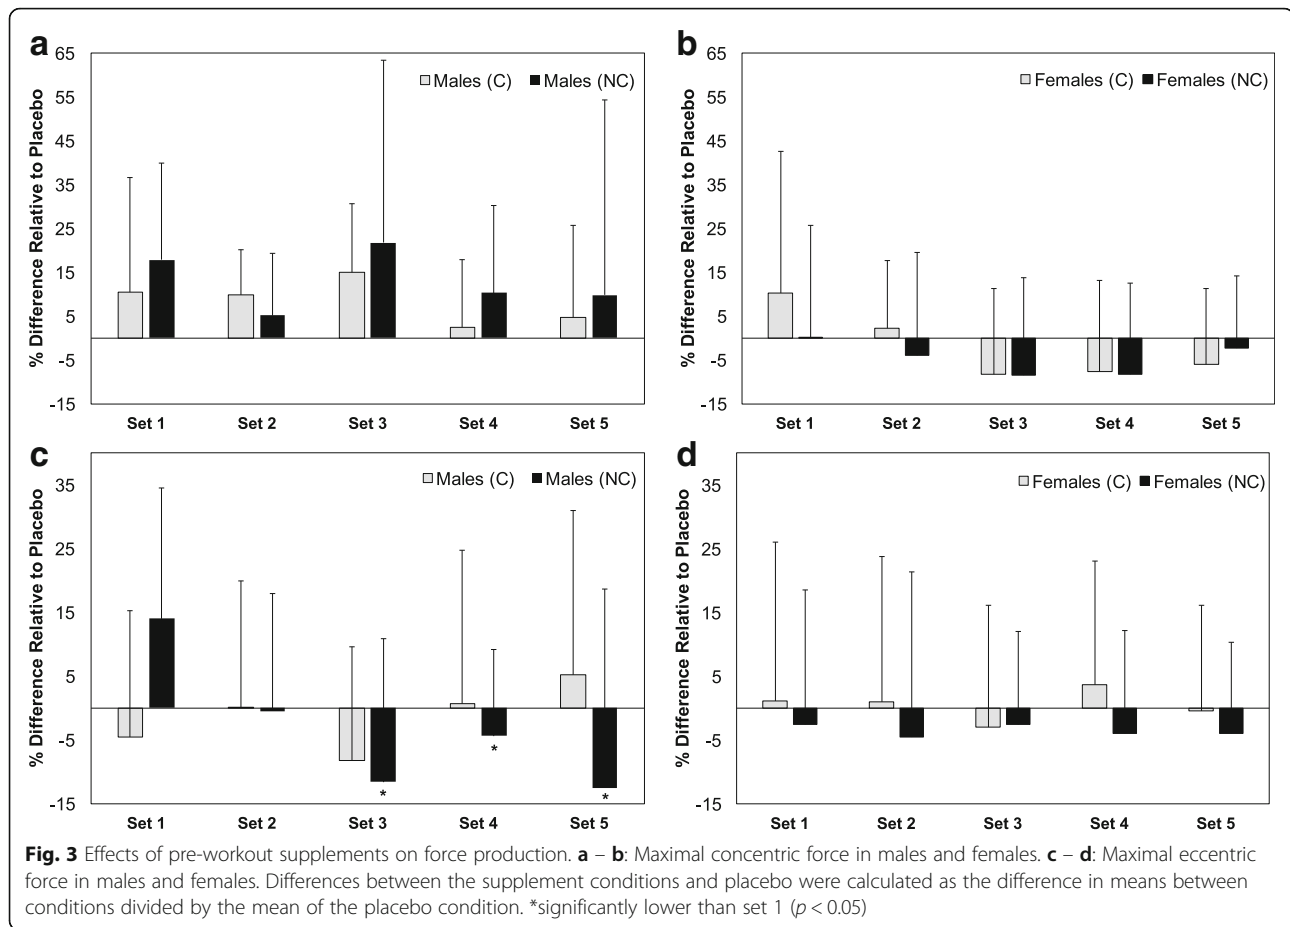 a
b
% Difference Relative to Placebo
65
55
45
35
25
15
5
-5
-15
Males (C) Males (NC)
Set 1 Set 2 Set 3 Set 4 Set 5
% Difference Relative to Placebo
65
55
45
35
25
15
5
-5
-15
Females (C) Females (NC)
Set 1 Set 2 Set 3 Set 4 Set 5
c
d
% Difference Relative to Placebo
35
25
15
5
-5
-15
Males (C) Males (NC)
*
*
*
Set 1 Set 2 Set 3 Set 4 Set 5
% Difference Relative to Placebo
35
25
15
5
-5
-15
Females (C) Females (NC)
Set 1 Set 2 Set 3 Set 4 Set 5
Fig. 3 Effects of pre-workout supplements on force production. a – b: Maximal concentric force in males and females. c – d: Maximal eccentric
force in males and females. Differences between the supplement conditions and placebo were calculated as the difference in means between
conditions divided by the mean of the placebo condition. *significantly lower than set 1 (p < 0.05)